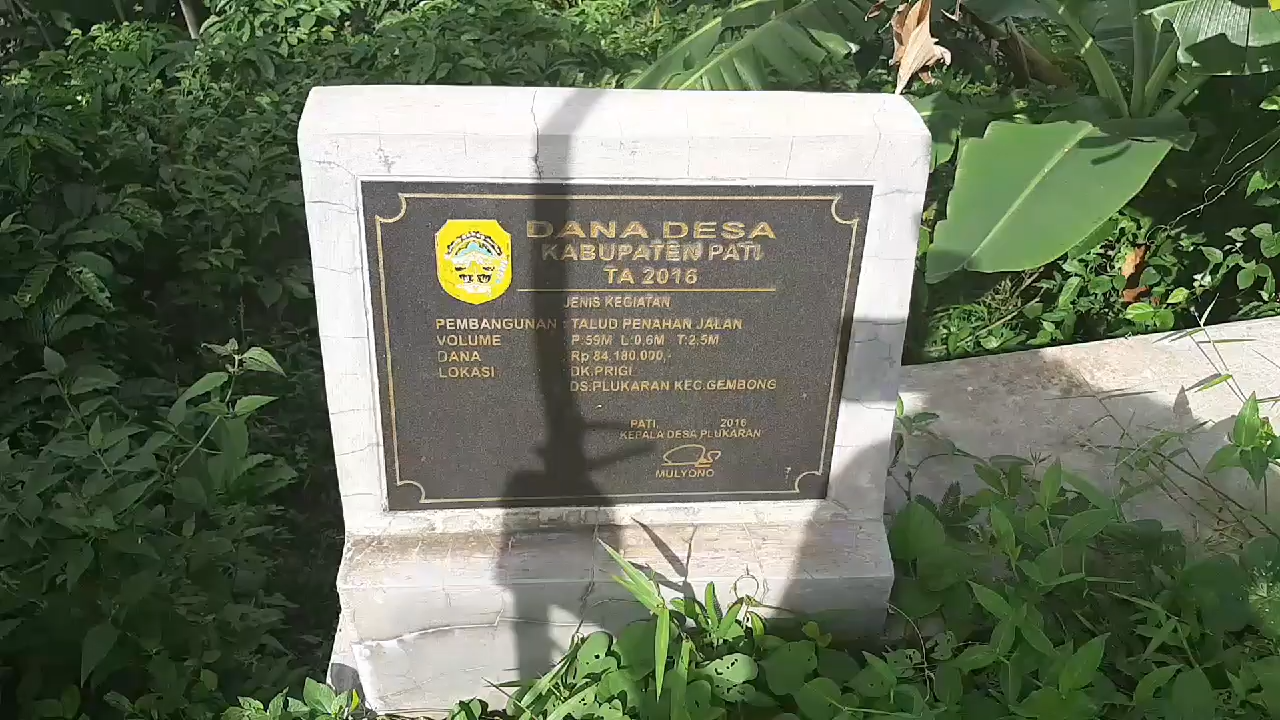 DANA DESA
KABUPATEN PATI
TA 2016
JENIS KEGIATAN
PEMBANGUNAN : TALUD PENAHAN JALAN
VOLUME P:59M L:0,6M T:2,5M
DANA Rp 84.180.000,-
LOKASI DK.PRIGI
DS.PLUKARAN KEC.GEMBONG
PATI, 2016
KEPALA DESA PLUKARAN
MULYONO